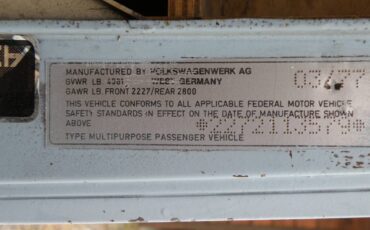 MANUFACTURED BY VOLKSWAGENWERK AG 03/77
GVWR LB WEST GERMANY
GAWR LB FRONT 2227/REAR 2800
THIS VEHICLE CONFORMS TO ALL APPLICABLE FEDERAL MOTOR VEHICLE
SAFETY STANDARDS IN EFFECT ON THE DATE OF MANUFACTURE SHOWN
ABOVE
TYPE MULTIPURPOSE PASSENGER VEHICLE